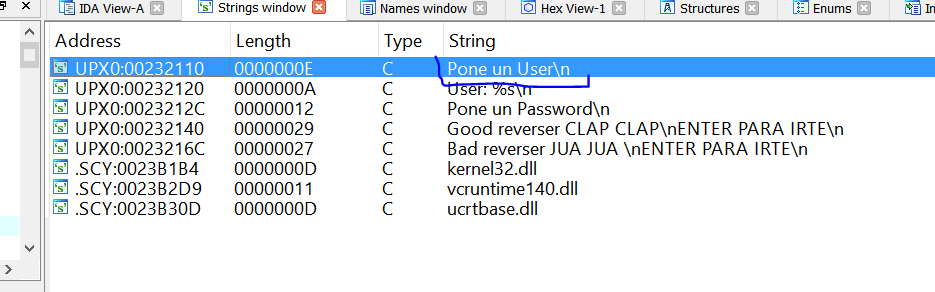 IDA View-A Strings window Names window Hex View-1 Structures Enums
Address Length Type String
UPX0:00232110 0000000E C Pone un User\n
UPX0:00232120 0000000A C User: %s\n
UPX0:0023212C 00000012 C Pone un Password\n
UPX0:00232140 00000029 C Good reverser CLAP CLAP\nENTER PARA IRTE\n
UPX0:0023216C 00000027 C Bad reverser JUA JUA \nENTER PARA IRTE\n
.SCY:0023B1B4 0000000D C kernel32.dll
.SCY:0023B2D9 00000011 C vcruntime140.dll
.SCY:0023B30D 0000000D C ucrtbase.dll